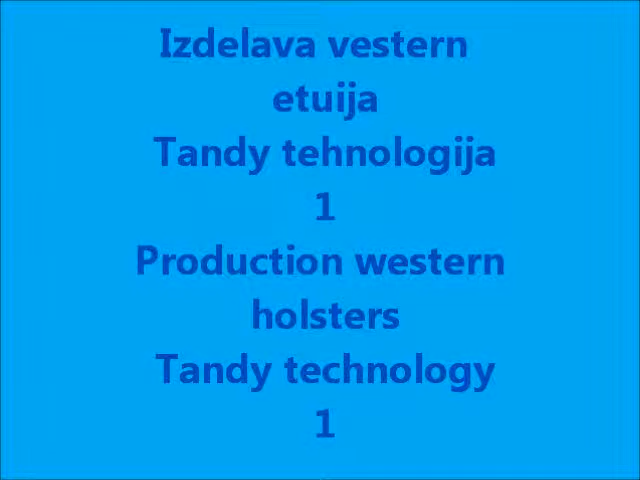 Izdelava vestern
etuija
Tandy tehnologija
1
Production western
holsters
Tandy technology
1